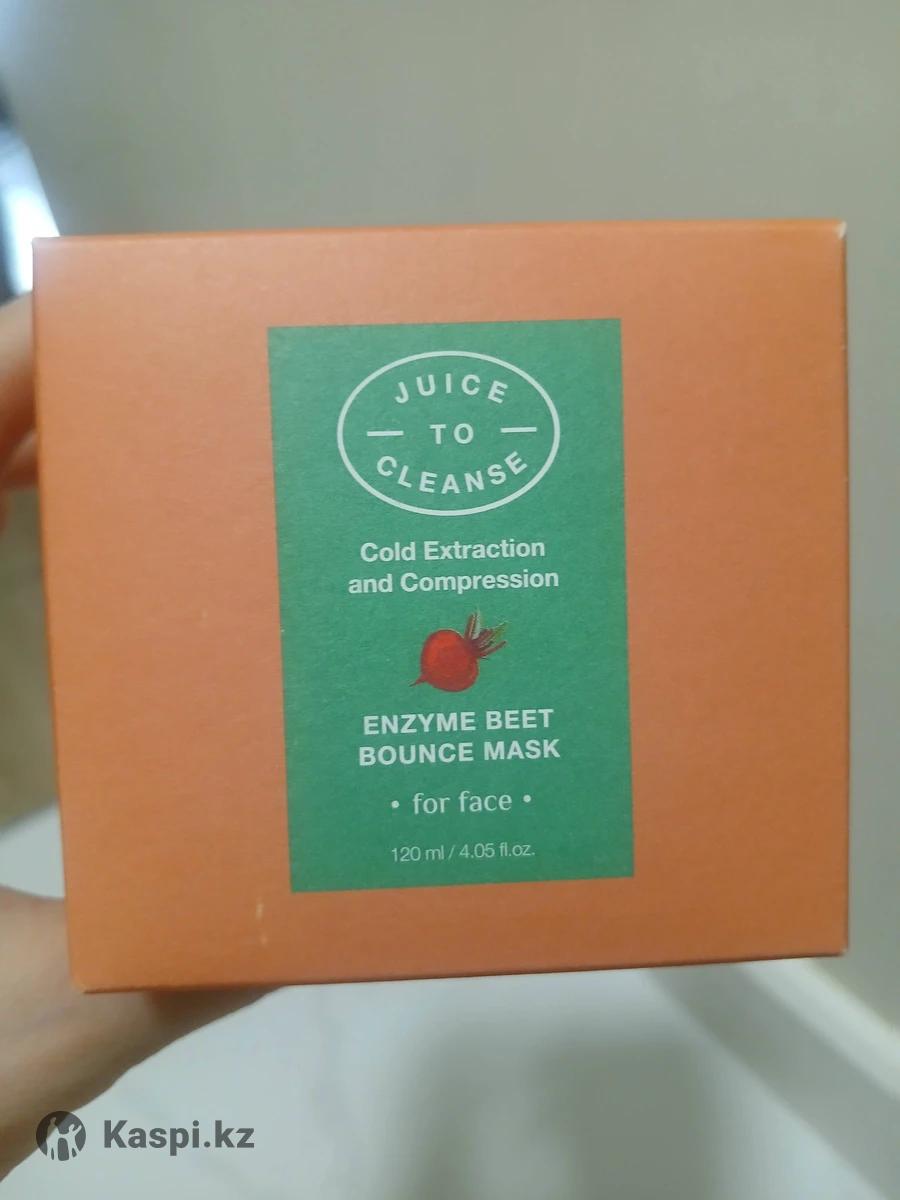 JUICE
TO
CLEANSE
Cold Extraction
and Compression
ENZYME BEET
BOUNCE MASK
• for face •
120 ml / 4.05 fl.oz.
Kaspi.kz